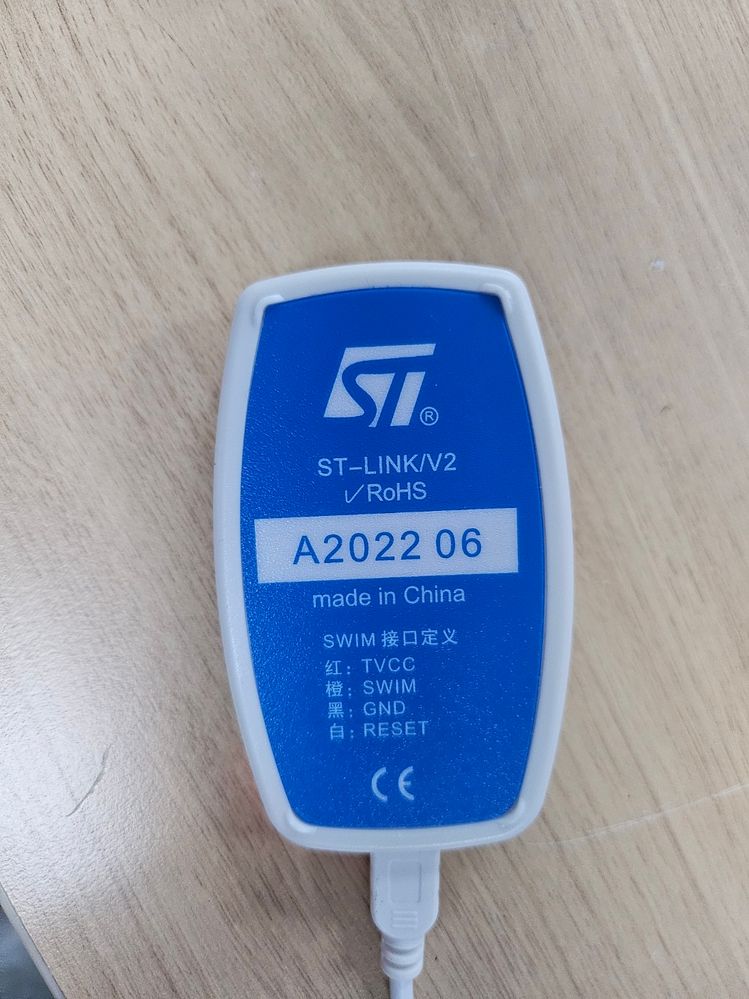 ST®
ST-LINK/V2
✓RoHS
A2022 06
made in China
SWIM 接口定义
红: TVCC
橙: SWIM
黑: GND
白: RESET
CE